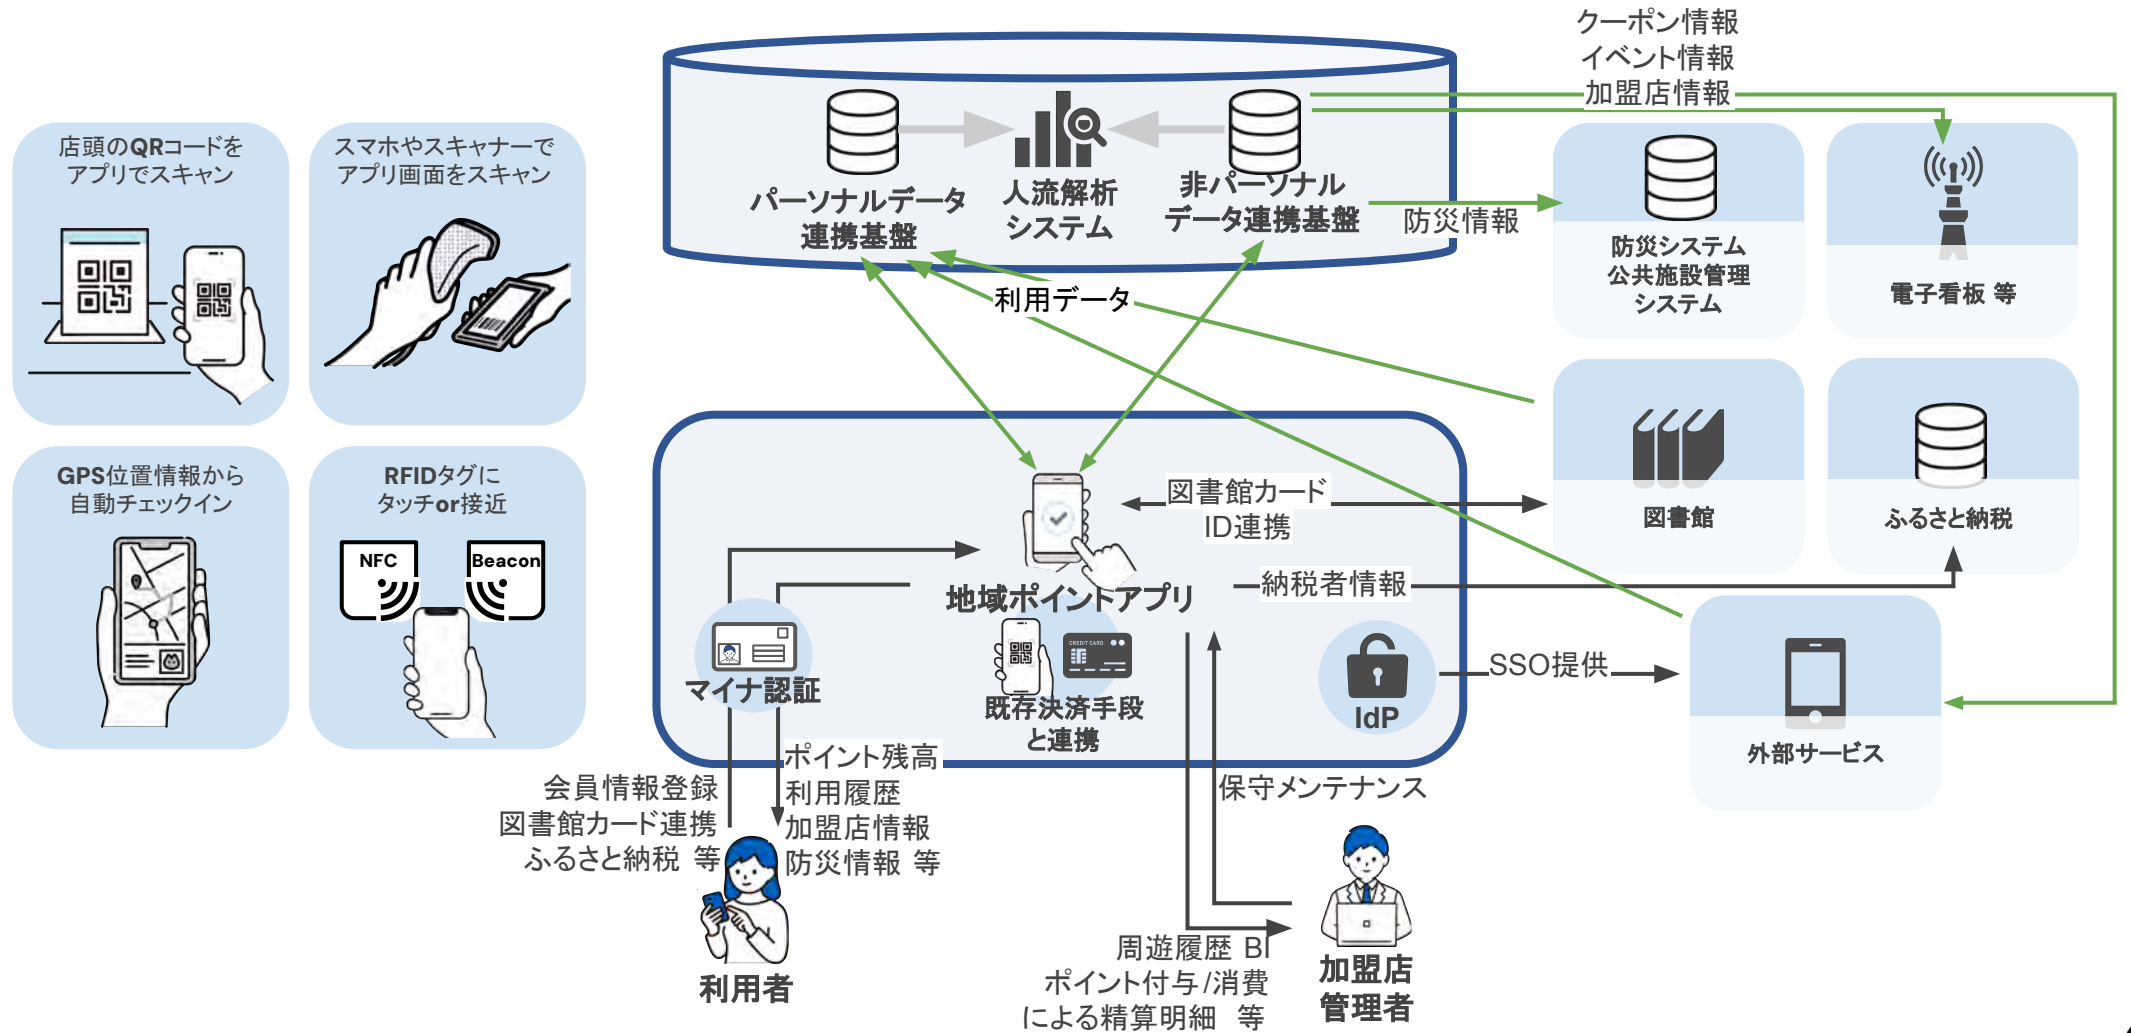 店頭のQRコードを
アプリでスキャン
スマホやスキャナーで
アプリ画面をスキャン
GPS位置情報から
自動チェックイン
RFIDタグに
タッチor接近
NFC
Beacon
パーソナルデータ
連携基盤
人流解析
システム
非パーソナル
データ連携基盤
クーポン情報
イベント情報
加盟店情報
防災情報
防災システム
公共施設管理
システム
電子看板 等
利用データ
図書館
ふるさと納税
図書館カード
ID連携
納税者情報
地域ポイントアプリ
マイナ認証
CREDIT CARD
既存決済手段
と連携
IdP
SSO提供
外部サービス
会員情報登録
図書館カード連携
ふるさと納税 等
ポイント残高
利用履歴
加盟店情報
防災情報 等
利用者
保守メンテナンス
周遊履歴 BI
ポイント付与/消費
による精算明細 等
加盟店
管理者